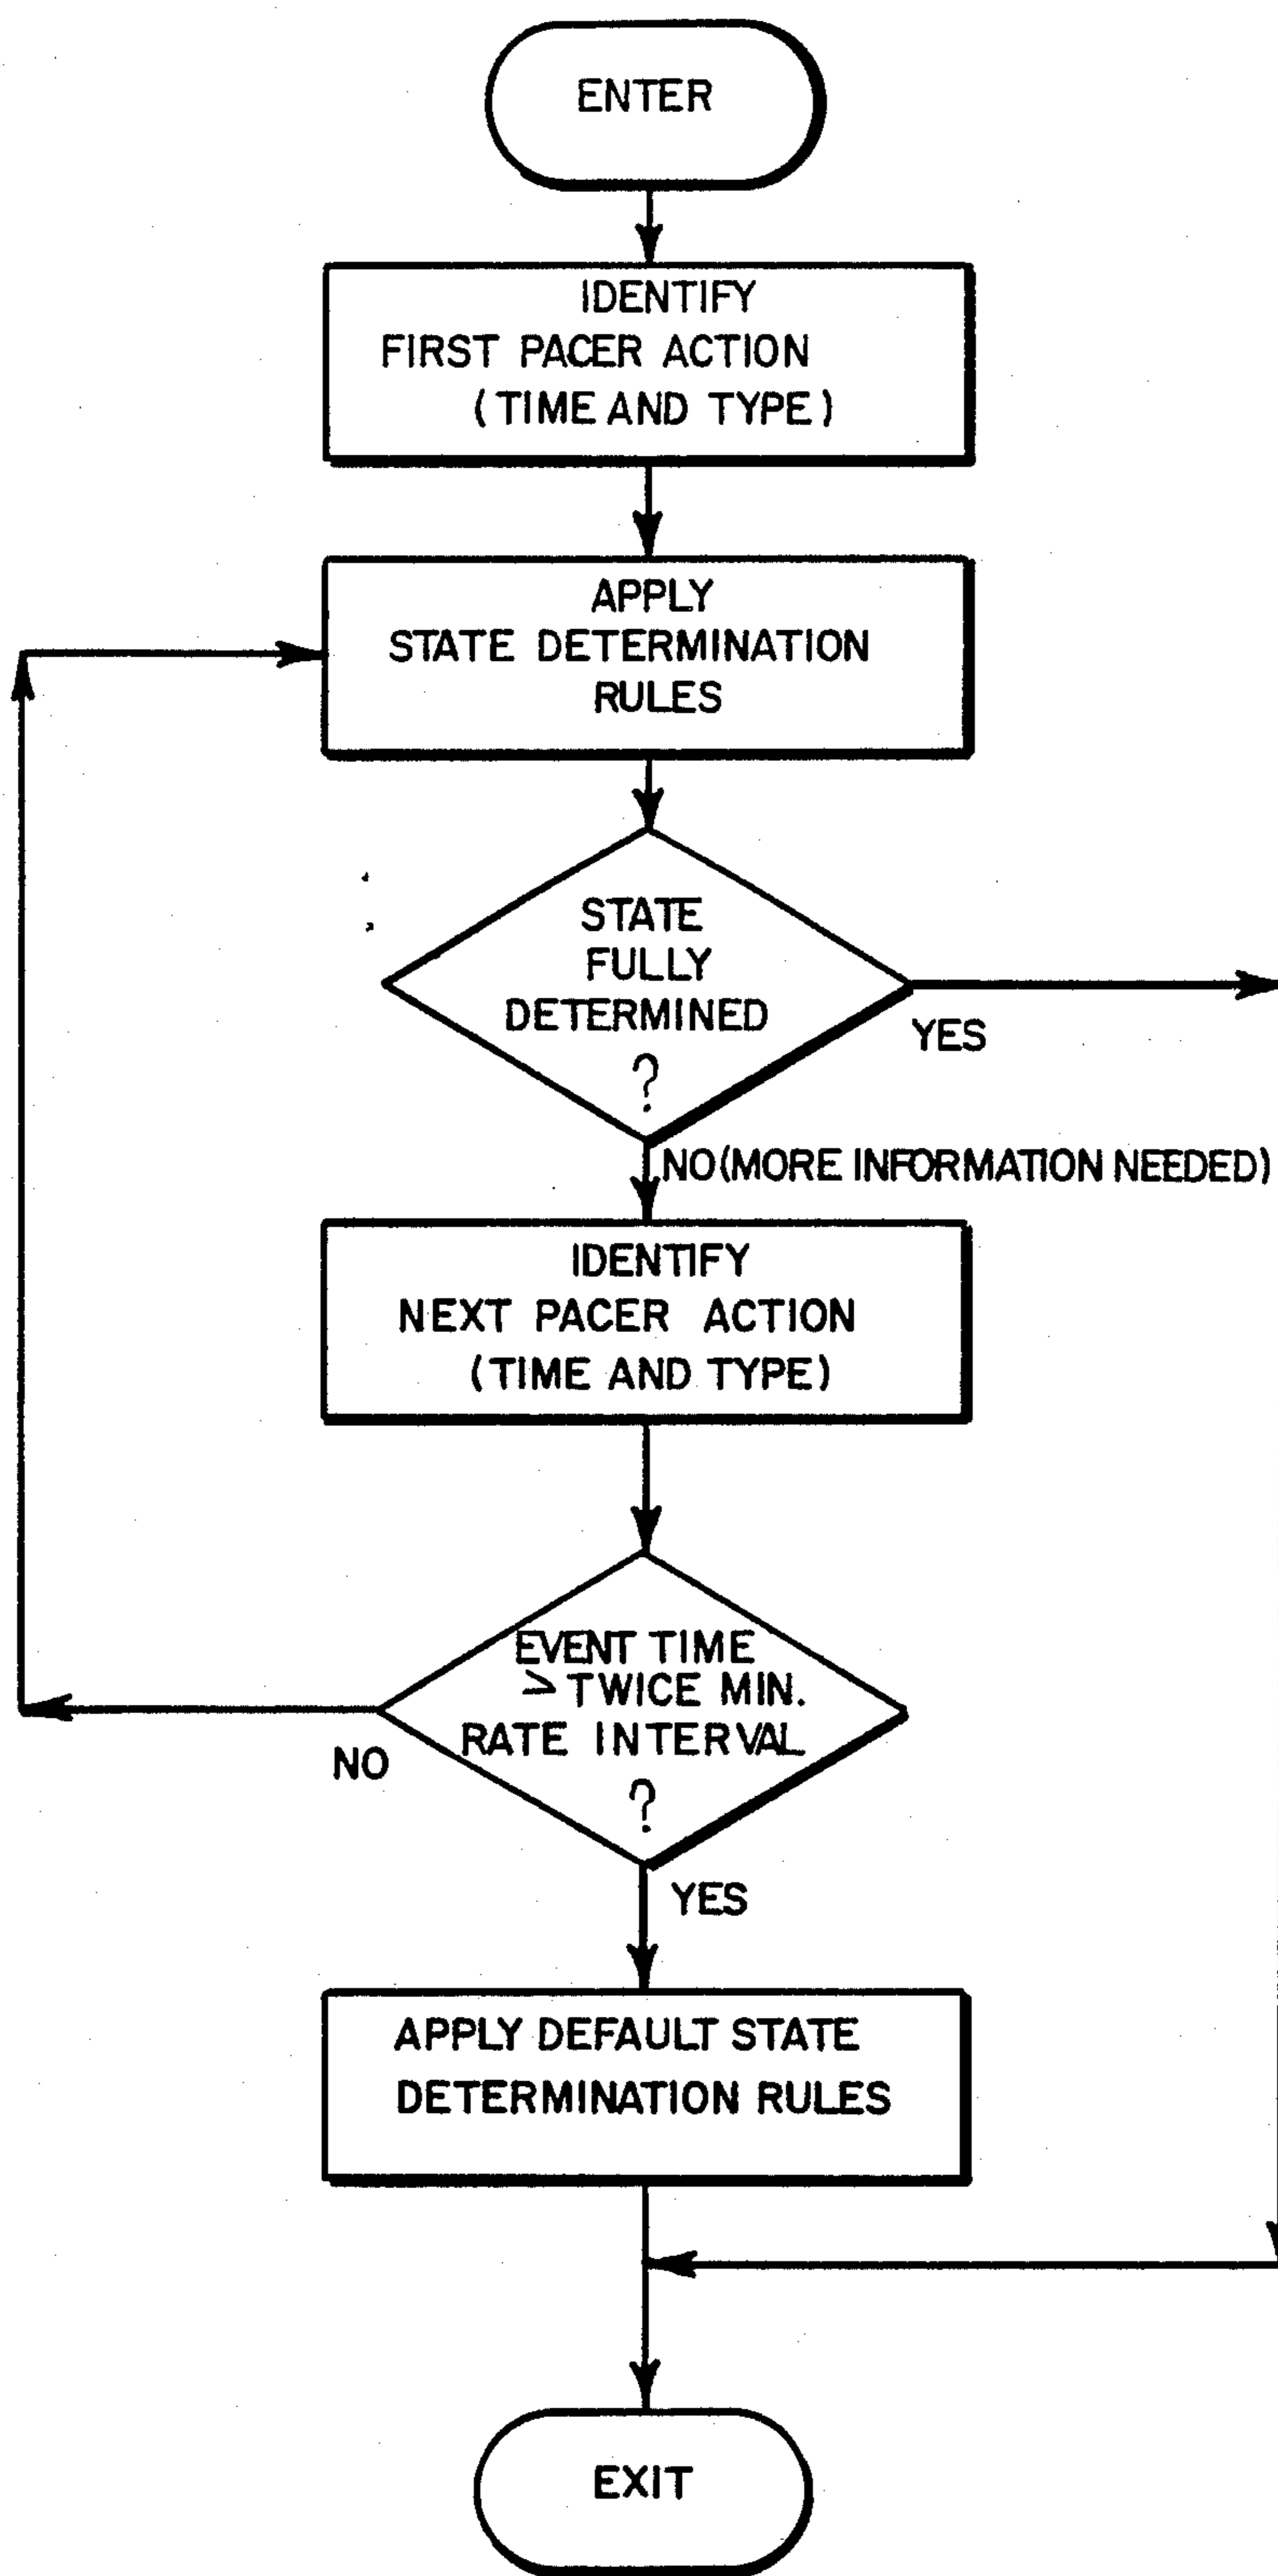 ENTER
IDENTIFY
FIRST PACER ACTION
(TIME AND TYPE)
APPLY
STATE DETERMINATION
RULES
STATE
FULLY
DETERMINED
?
YES
NO (MORE INFORMATION NEEDED)
IDENTIFY
NEXT PACER ACTION
(TIME AND TYPE)
EVENT TIME
≥ TWICE MIN.
RATE INTERVAL
?
NO
YES
APPLY DEFAULT STATE
DETERMINATION RULES
EXIT